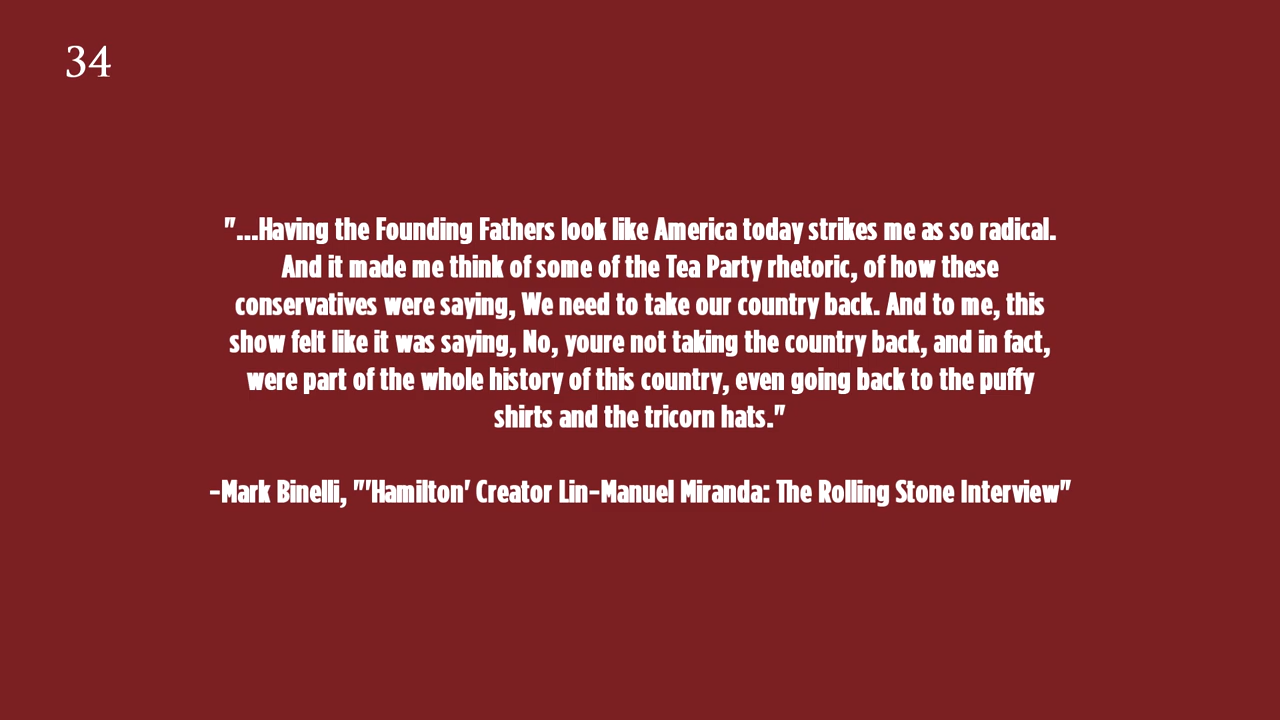 34
"...Having the Founding Fathers look like America today strikes me as so radical.
And it made me think of some of the Tea Party rhetoric, of how these
conservatives were saying, We need to take our country back. And to me, this
show felt like it was saying, No, youre not taking the country back, and in fact,
were part of the whole history of this country, even going back to the puffy
shirts and the tricorn hats."
-Mark Binelli, "'Hamilton' Creator Lin-Manuel Miranda: The Rolling Stone Interview"